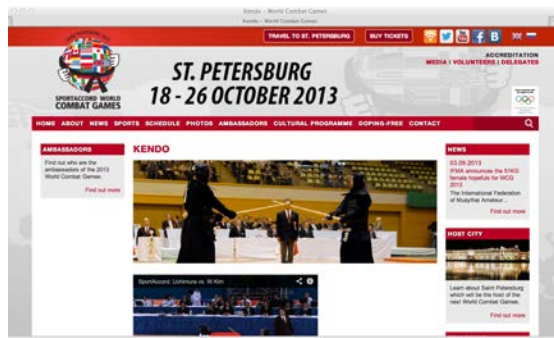 Kendo - World Combat Games
Kendo - World Combat Games
TRAVEL TO ST. PETERSBURG
BUY TICKETS
ACCREDITATION
MEDIA | VOLUNTEERS | DELEGATES
SPORTACCORD WORLD
COMBAT GAMES
ST. PETERSBURG
18 - 26 OCTOBER 2013
HOME ABOUT NEWS SPORTS SCHEDULE PHOTOS AMBASSADORS CULTURAL PROGRAMME DOPING-FREE CONTACT
AMBASSADORS
Find out who are the
ambassadors of the 2013
World Combat Games.
Find out more
KENDO
SportAccord: Uchimura vs. W.Kim
NEWS
03.09.2013
IFMA announces the 51KG
female hopefuls for WCG
2013
The International Federation
of Muaythai Amateur...
Find out more
HOST CITY
Learn about Saint Petersburg
which will be the host of the
next World Combat Games.
Find out more